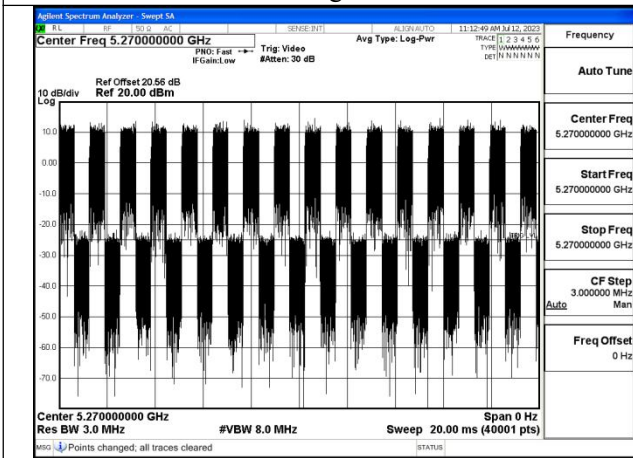 Agilent Spectrum Analyzer - Swept SA
RL RF 50 Ω AC SENSE:INT ALIGN AUTO 11:12:49 AM Jul 12, 2023
Center Freq 5.270000000 GHz
PNO: Fast
IFGain:Low
Trig: Video
#Atten: 30 dB
Avg Type: Log-Pwr
TRACE 1 2 3 4 5 6
TYPE WWWWWW
DET N N N N N N
Ref Offset 20.56 dB
10 dB/div Ref 20.00 dBm
Log
10.0
0.00
-10.0
-20.0
-30.0
-40.0
-50.0
-60.0
-70.0
Center 5.270000000 GHz Span 0 Hz
Res BW 3.0 MHz #VBW 8.0 MHz Sweep 20.00 ms (40001 pts)
MSG Points changed; all traces cleared STATUS
Frequency
Auto Tune
Center Freq
5.270000000 GHz
Start Freq
5.270000000 GHz
Stop Freq
5.270000000 GHz
CF Step
3.000000 MHz
Auto Man
Freq Offset
0 Hz